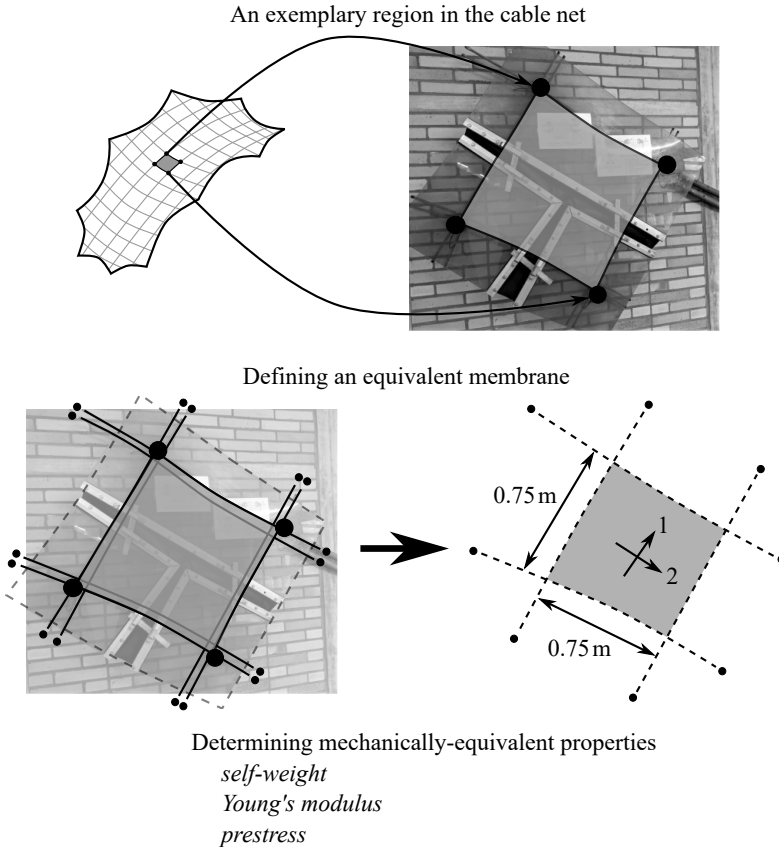 An exemplary region in the cable net
Defining an equivalent membrane
0.75 m
1
2
0.75 m
Determining mechanically-equivalent properties
self-weight
Young's modulus
prestress